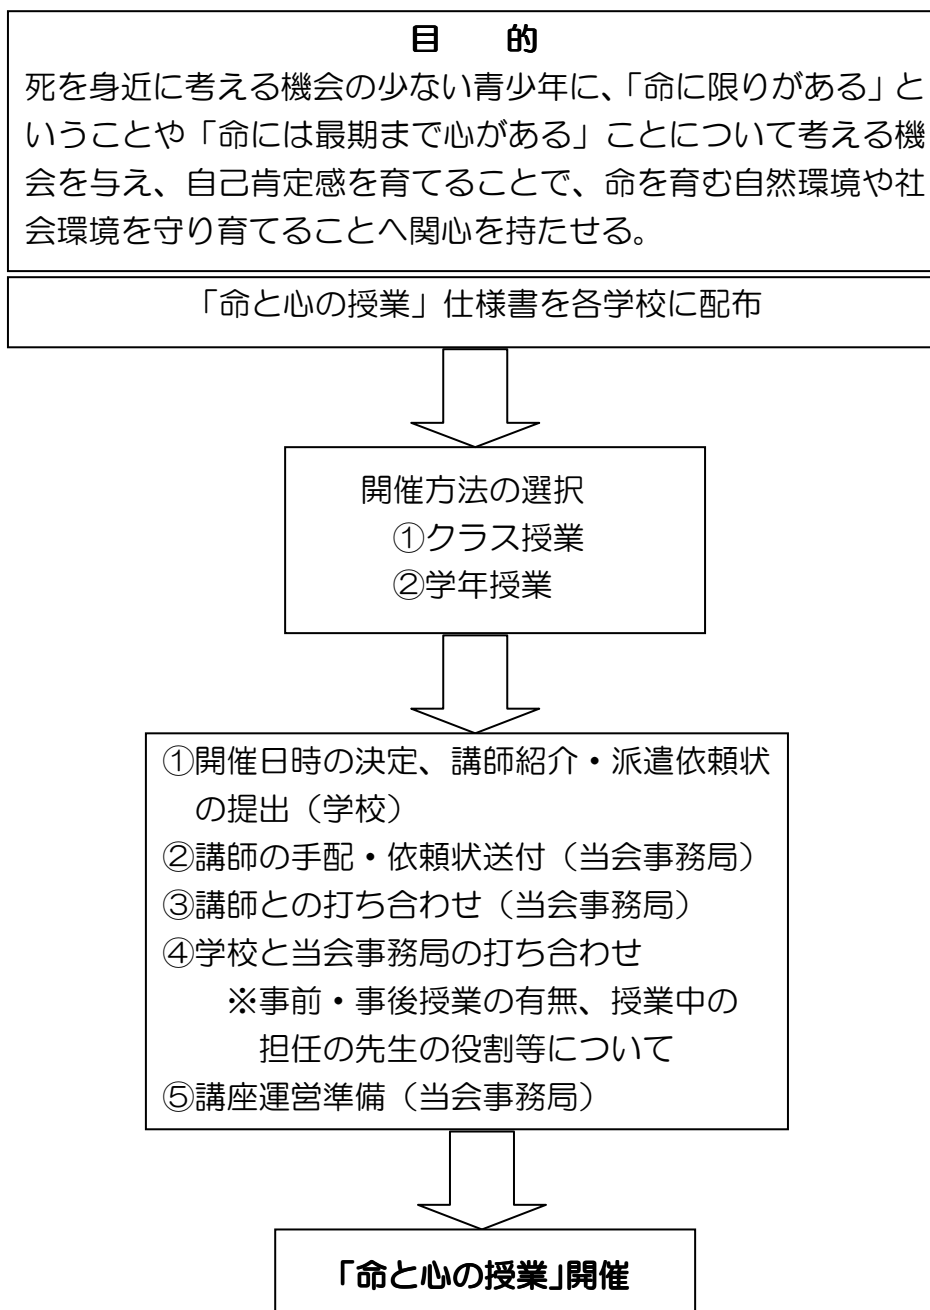 目　　的
死を身近に考える機会の少ない青少年に、「命に限りがある」と
いうことや「命には最期まで心がある」ことについて考える機
会を与え、自己肯定感を育てることで、命を育む自然環境や社
会環境を守り育てることへ関心を持たせる。
「命と心の授業」仕様書を各学校に配布
開催方法の選択
①クラス授業
②学年授業
①開催日時の決定、講師紹介・派遣依頼状
の提出（学校）
②講師の手配・依頼状送付（当会事務局）
③講師との打ち合わせ（当会事務局）
④学校と当会事務局の打ち合わせ
※事前・事後授業の有無、授業中の
担任の先生の役割等について
⑤講座運営準備（当会事務局）
「命と心の授業」開催